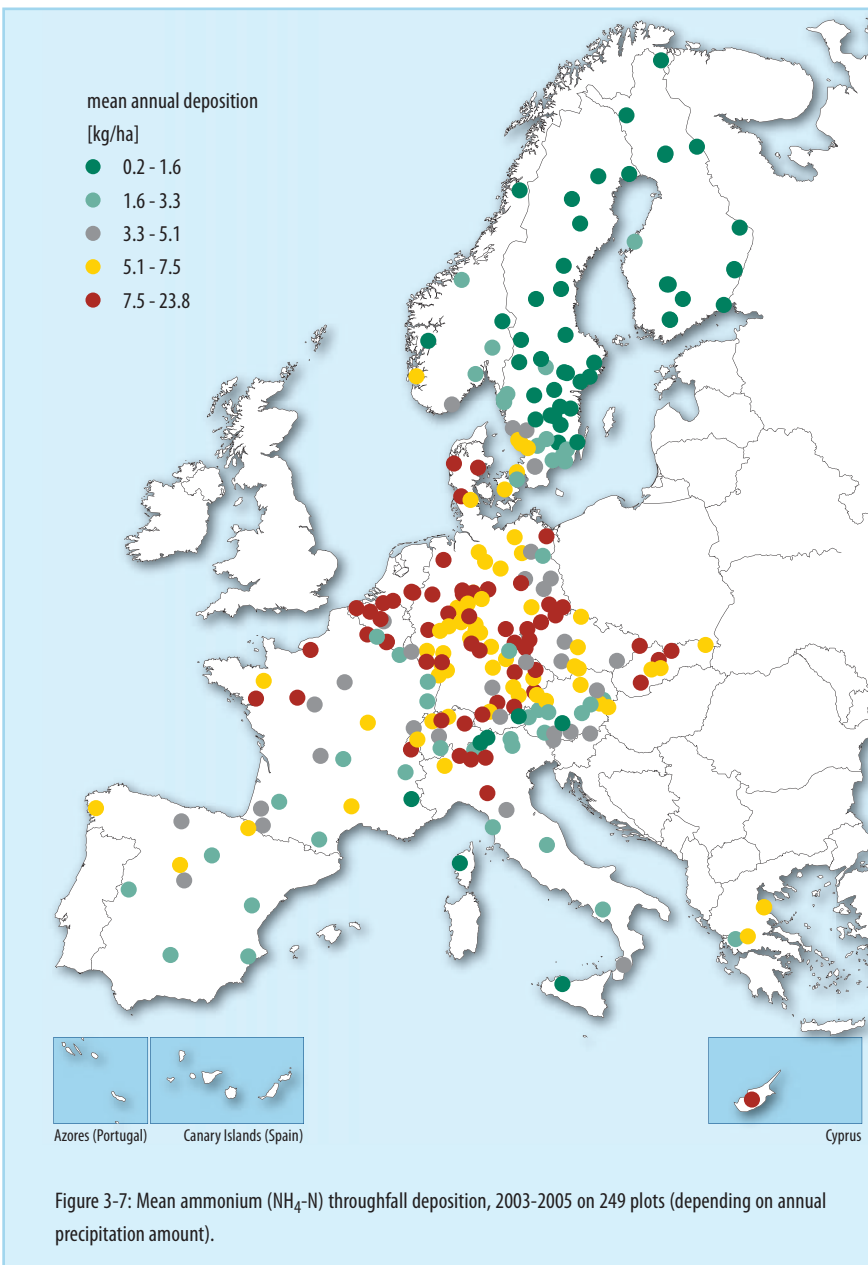 mean annual deposition
[kg/ha]
0.2 - 1.6
1.6 - 3.3
3.3 - 5.1
5.1 - 7.5
7.5 - 23.8
Azores (Portugal)
Canary Islands (Spain)
Cyprus
Figure 3-7: Mean ammonium (NH₄-N) throughfall deposition, 2003-2005 on 249 plots (depending on annual
precipitation amount).